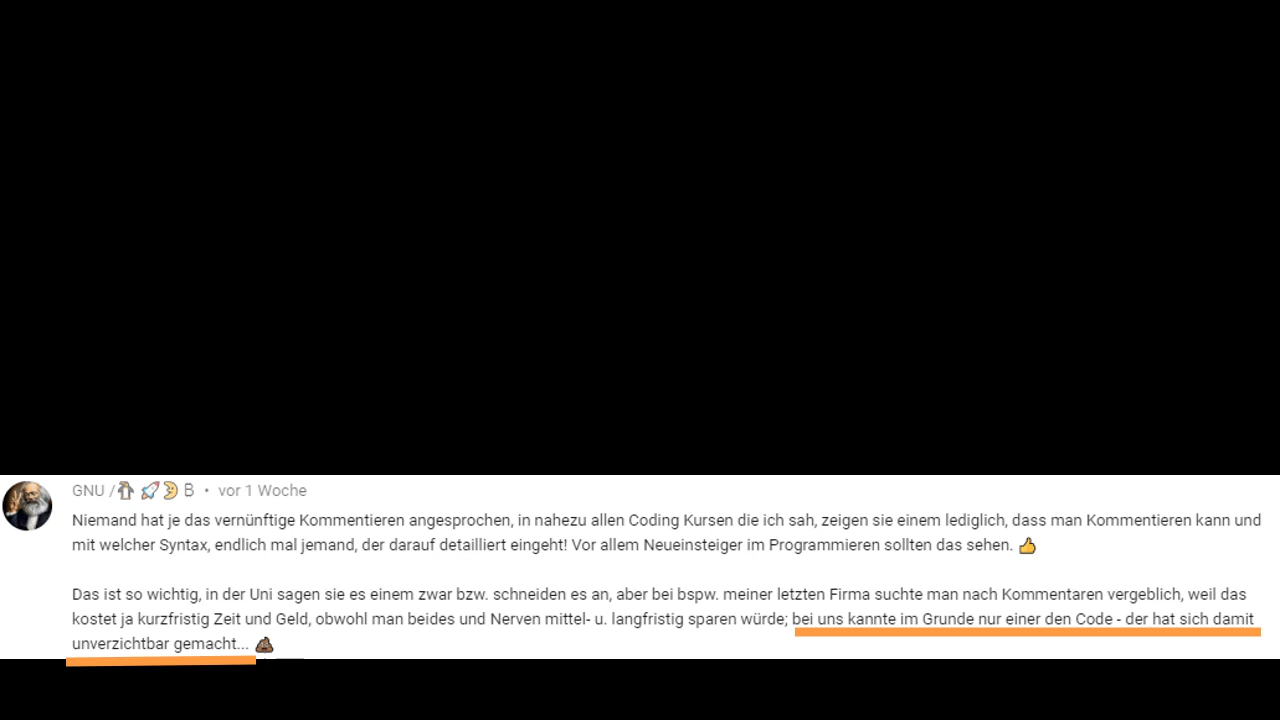 GNU /🐧 🚀🌛 B • vor 1 Woche
Niemand hat je das vernünftige Kommentieren angesprochen, in nahezu allen Coding Kursen die ich sah, zeigen sie einem lediglich, dass man Kommentieren kann und
mit welcher Syntax, endlich mal jemand, der darauf detailliert eingeht! Vor allem Neueinsteiger im Programmieren sollten das sehen. 👍
Das ist so wichtig, in der Uni sagen sie es einem zwar bzw. schneiden es an, aber bei bspw. meiner letzten Firma suchte man nach Kommentaren vergeblich, weil das
kostet ja kurzfristig Zeit und Geld, obwohl man beides und Nerven mittel- u. langfristig sparen würde; bei uns kannte im Grunde nur einer den Code - der hat sich damit
unverzichtbar gemacht... 💩